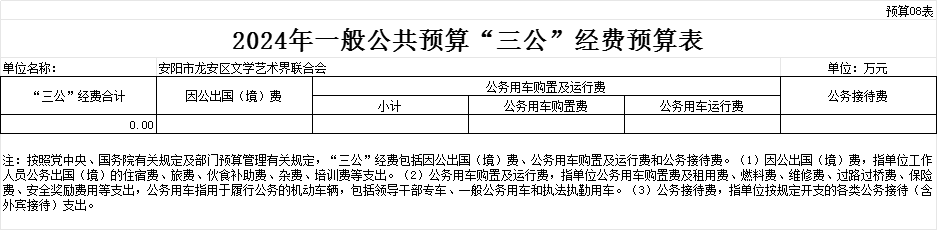 预算08表
2024年一般公共预算“三公”经费预算表
单位名称： 安阳市龙安区文学艺术界联合会 单位：万元
“三公”经费合计 因公出国（境）费 公务用车购置及运行费 公务接待费
小计 公务用车购置费 公务用车运行费
0.00
注：按照党中央、国务院有关规定及部门预算管理有关规定，“三公”经费包括因公出国（境）费、公务用车购置及运行费和公务接待费。（1）因公出国（境）费，指单位工作
人员公务出国（境）的住宿费、旅费、伙食补助费、杂费、培训费等支出。（2）公务用车购置及运行费，指单位公务用车购置费及租用费、燃料费、维修费、过路过桥费、保险
费、安全奖励费用等支出，公务用车指用于履行公务的机动车辆，包括领导干部专车、一般公务用车和执法执勤用车。（3）公务接待费，指单位按规定开支的各类公务接待（含
外宾接待）支出。